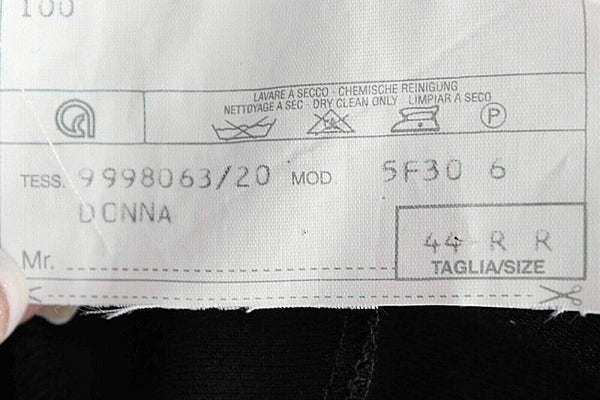 100
LAVARE A SECCO - CHEMISCHE REINIGUNG
NETTOYAGE A SEC - DRY CLEAN ONLY LIMPIAR A SECO
P
TESS. 9998063/20 MOD 5F30 6
DONNA
44 R R
Mr.
TAGLIA/SIZE